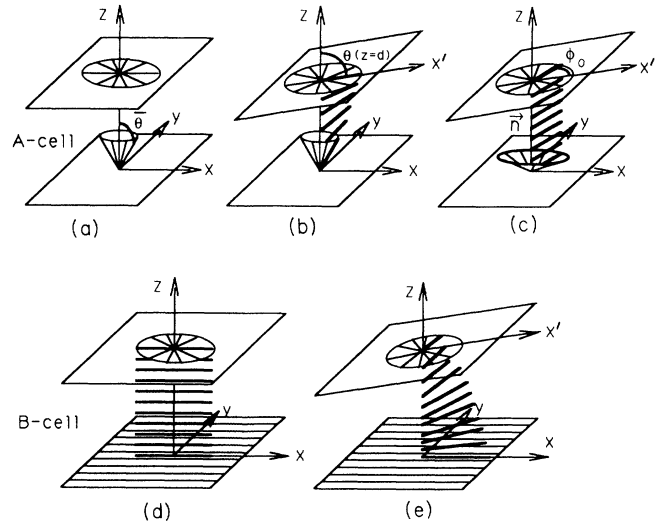 Z
Z
Z
θ (z=d)
X'
φ₀
X'
A-cell
θ̅
y
X
y
X
n⃗
y
X
(a)
(b)
(c)
Z
Z
X'
B-cell
y
X
y
X
(d)
(e)